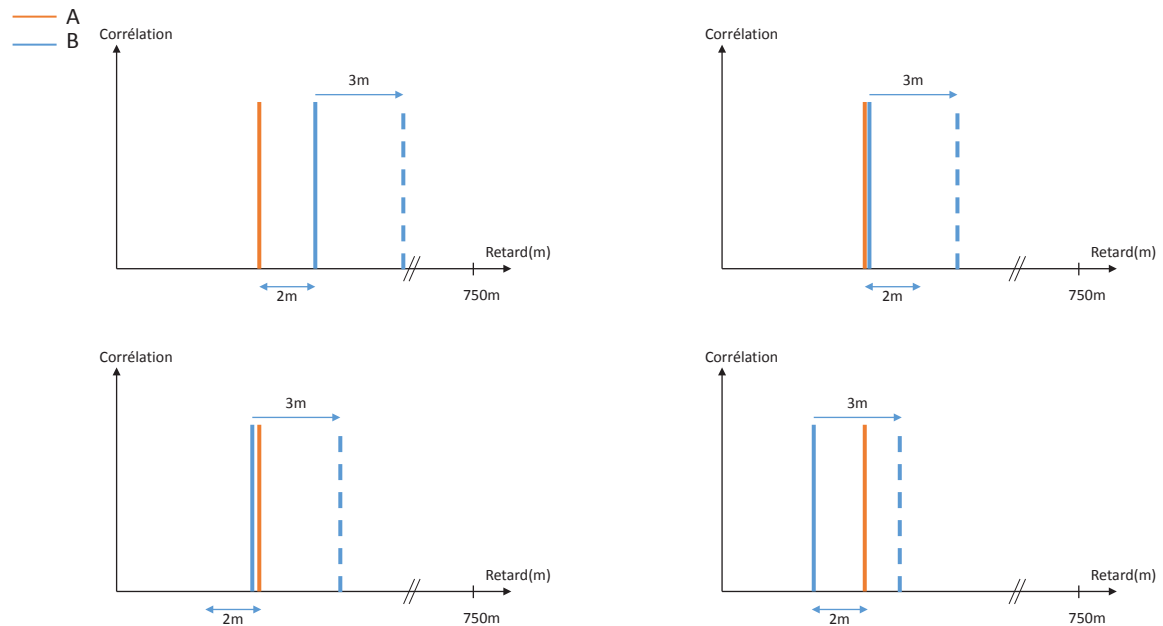 A
B
Corrélation
3m
Retard(m)
2m
750m
Corrélation
3m
Retard(m)
2m
750m
Corrélation
3m
Retard(m)
2m
750m
Corrélation
3m
Retard(m)
2m
750m